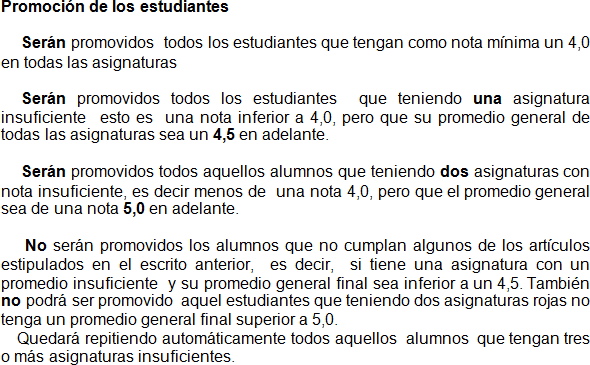 Promoción de los estudiantes
Serán promovidos todos los estudiantes que tengan como nota mínima un 4,0
en todas las asignaturas
Serán promovidos todos los estudiantes que teniendo una asignatura
insuficiente esto es una nota inferior a 4,0, pero que su promedio general de
todas las asignaturas sea un 4,5 en adelante.
Serán promovidos todos aquellos alumnos que teniendo dos asignaturas con
nota insuficiente, es decir menos de una nota 4,0, pero que el promedio general
sea de una nota 5,0 en adelante.
No serán promovidos los alumnos que no cumplan algunos de los artículos
estipulados en el escrito anterior, es decir, si tiene una asignatura con un
promedio insuficiente y su promedio general final sea inferior a un 4,5. También
no podrá ser promovido aquel estudiantes que teniendo dos asignaturas rojas no
tenga un promedio general final superior a 5,0.
Quedará repitiendo automáticamente todos aquellos alumnos que tengan tres
o más asignaturas insuficientes.